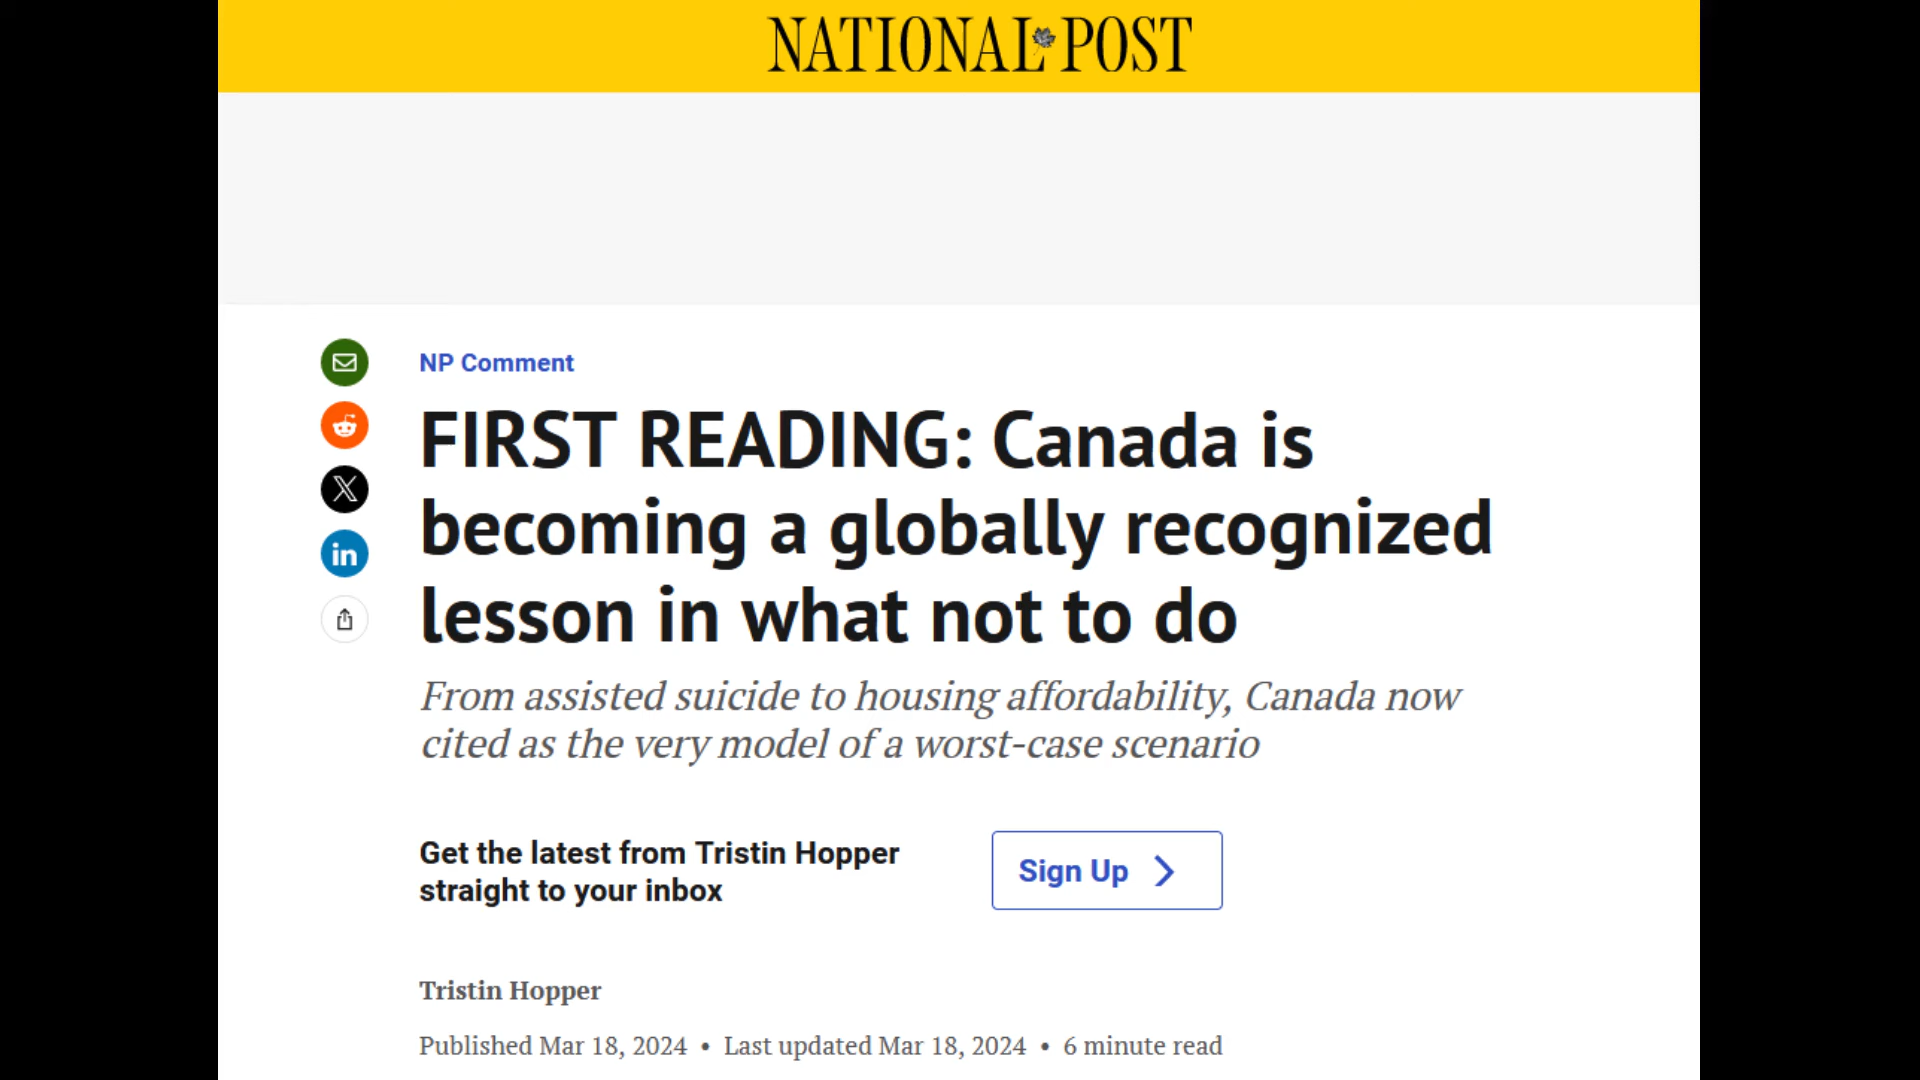 NATIONAL POST
NP Comment
FIRST READING: Canada is
becoming a globally recognized
lesson in what not to do
From assisted suicide to housing affordability, Canada now
cited as the very model of a worst-case scenario
Get the latest from Tristin Hopper
straight to your inbox
Sign Up
Tristin Hopper
Published Mar 18, 2024 • Last updated Mar 18, 2024 • 6 minute read